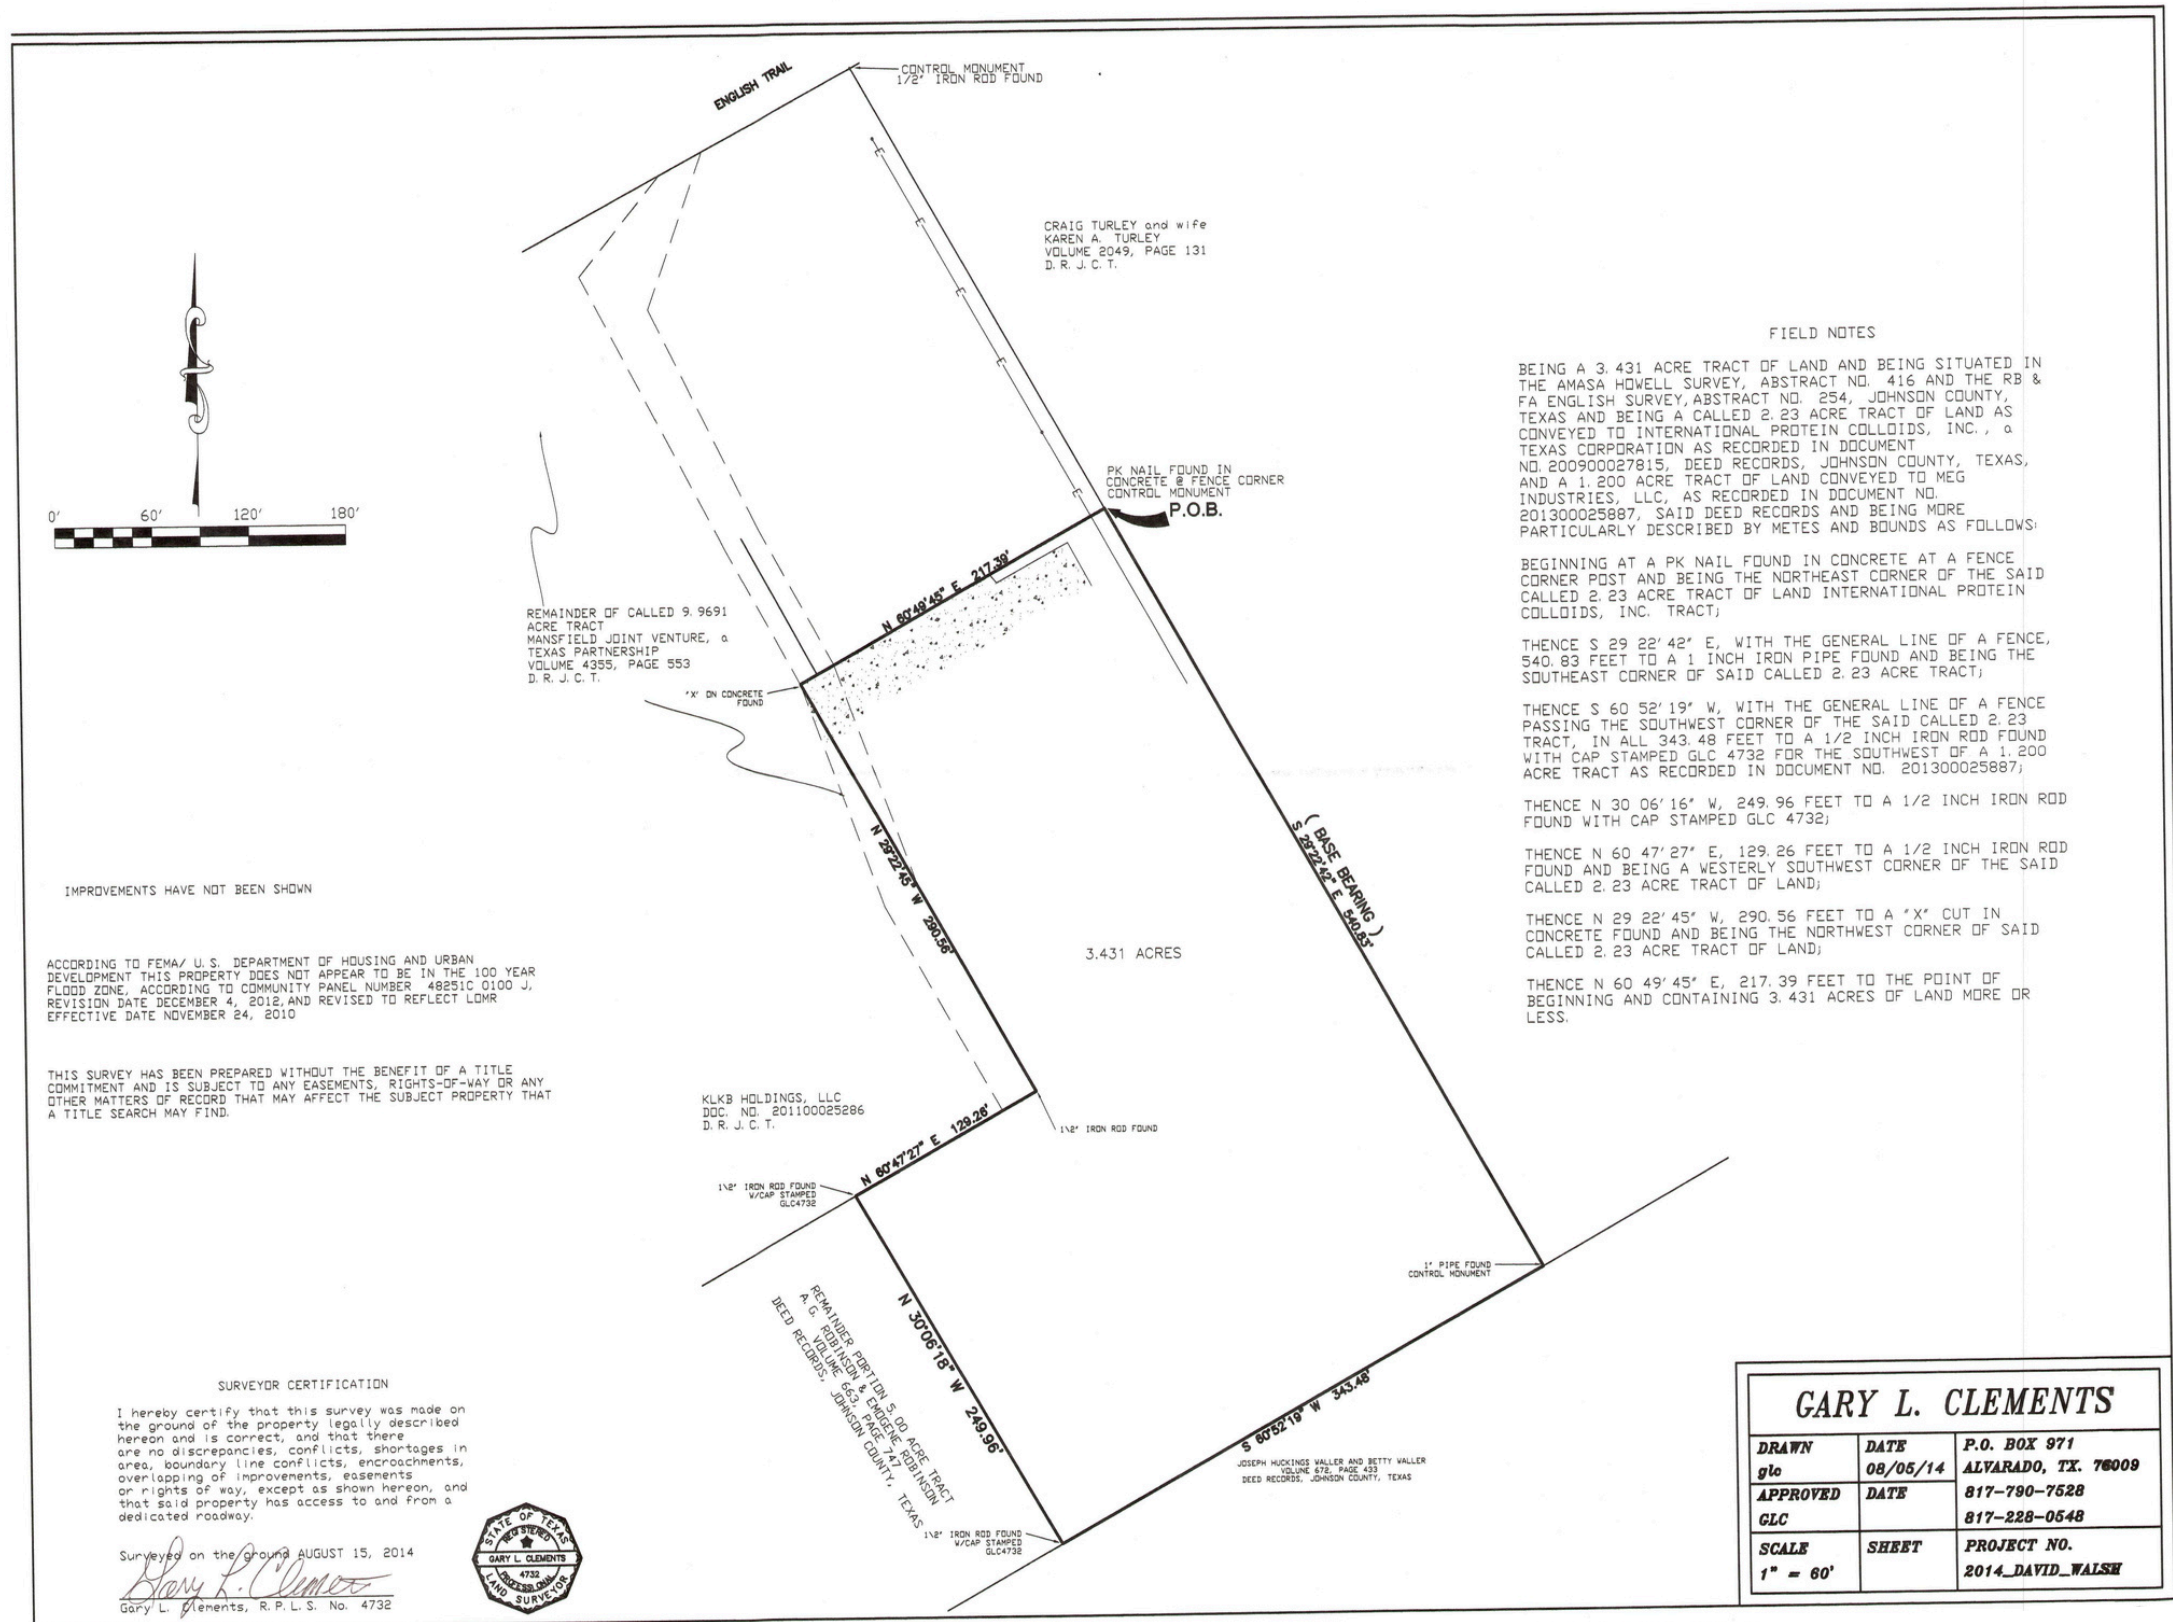 ENGLISH TRAIL
CONTROL MONUMENT
1/2" IRON ROD FOUND
CRAIG TURLEY and wife
KAREN A. TURLEY
VOLUME 2049, PAGE 131
D. R. J. C. T.
E
E
E
E
E
0' 60' 120' 180'
PK NAIL FOUND IN
CONCRETE @ FENCE CORNER
CONTROL MONUMENT
P.O.B.
N 60°49'45" E 217.39'
REMAINDER OF CALLED 9.9691
ACRE TRACT
MANSFIELD JOINT VENTURE, a
TEXAS PARTNERSHIP
VOLUME 4355, PAGE 553
D. R. J. C. T.
"X" ON CONCRETE
FOUND
N 29°22'45" W 290.56'
( BASE BEARING )
S 29°22'42" E 540.83'
3.431 ACRES
IMPROVEMENTS HAVE NOT BEEN SHOWN
ACCORDING TO FEMA/ U.S. DEPARTMENT OF HOUSING AND URBAN
DEVELOPMENT THIS PROPERTY DOES NOT APPEAR TO BE IN THE 100 YEAR
FLOOD ZONE, ACCORDING TO COMMUNITY PANEL NUMBER 48251C 0100 J,
REVISION DATE DECEMBER 4, 2012, AND REVISED TO REFLECT LOMR
EFFECTIVE DATE NOVEMBER 24, 2010
THIS SURVEY HAS BEEN PREPARED WITHOUT THE BENEFIT OF A TITLE
COMMITMENT AND IS SUBJECT TO ANY EASEMENTS, RIGHTS-OF-WAY OR ANY
OTHER MATTERS OF RECORD THAT MAY AFFECT THE SUBJECT PROPERTY THAT
A TITLE SEARCH MAY FIND.
KLKB HOLDINGS, LLC
DOC. NO. 201100025286
D. R. J. C. T.
N 60°47'27" E 129.26'
1\2" IRON ROD FOUND
1\2" IRON ROD FOUND
W/CAP STAMPED
GLC4732
N 30°06'18" W 249.96'
REMAINDER PORTION 5.00 ACRE TRACT
A. G. ROBINSON & EMOGENE ROBINSON
VOLUME 663, PAGE 747
DEED RECORDS, JOHNSON COUNTY, TEXAS
1" PIPE FOUND
CONTROL MONUMENT
S 60°52'19" W 343.48'
JOSEPH HUCKINGS WALLER AND BETTY WALLER
VOLUNE 672, PAGE 433
DEED RECORDS, JOHNSON COUNTY, TEXAS
1\2" IRON ROD FOUND
W/CAP STAMPED
GLC4732
FIELD NOTES
BEING A 3.431 ACRE TRACT OF LAND AND BEING SITUATED IN
THE AMASA HOWELL SURVEY, ABSTRACT NO. 416 AND THE RB &
FA ENGLISH SURVEY, ABSTRACT NO. 254, JOHNSON COUNTY,
TEXAS AND BEING A CALLED 2.23 ACRE TRACT OF LAND AS
CONVEYED TO INTERNATIONAL PROTEIN COLLOIDS, INC., a
TEXAS CORPORATION AS RECORDED IN DOCUMENT
NO. 200900027815, DEED RECORDS, JOHNSON COUNTY, TEXAS,
AND A 1.200 ACRE TRACT OF LAND CONVEYED TO MEG
INDUSTRIES, LLC, AS RECORDED IN DOCUMENT NO.
201300025887, SAID DEED RECORDS AND BEING MORE
PARTICULARLY DESCRIBED BY METES AND BOUNDS AS FOLLOWS:
BEGINNING AT A PK NAIL FOUND IN CONCRETE AT A FENCE
CORNER POST AND BEING THE NORTHEAST CORNER OF THE SAID
CALLED 2.23 ACRE TRACT OF LAND INTERNATIONAL PROTEIN
COLLOIDS, INC. TRACT;
THENCE S 29 22' 42" E, WITH THE GENERAL LINE OF A FENCE,
540.83 FEET TO A 1 INCH IRON PIPE FOUND AND BEING THE
SOUTHEAST CORNER OF SAID CALLED 2.23 ACRE TRACT;
THENCE S 60 52' 19" W, WITH THE GENERAL LINE OF A FENCE
PASSING THE SOUTHWEST CORNER OF THE SAID CALLED 2.23
TRACT, IN ALL 343.48 FEET TO A 1/2 INCH IRON ROD FOUND
WITH CAP STAMPED GLC 4732 FOR THE SOUTHWEST OF A 1.200
ACRE TRACT AS RECORDED IN DOCUMENT NO. 201300025887;
THENCE N 30 06' 16" W, 249.96 FEET TO A 1/2 INCH IRON ROD
FOUND WITH CAP STAMPED GLC 4732;
THENCE N 60 47' 27" E, 129.26 FEET TO A 1/2 INCH IRON ROD
FOUND AND BEING A WESTERLY SOUTHWEST CORNER OF THE SAID
CALLED 2.23 ACRE TRACT OF LAND;
THENCE N 29 22' 45" W, 290.56 FEET TO A "X" CUT IN
CONCRETE FOUND AND BEING THE NORTHWEST CORNER OF SAID
CALLED 2.23 ACRE TRACT OF LAND;
THENCE N 60 49' 45" E, 217.39 FEET TO THE POINT OF
BEGINNING AND CONTAINING 3.431 ACRES OF LAND MORE OR
LESS.
SURVEYOR CERTIFICATION
I hereby certify that this survey was made on
the ground of the property legally described
hereon and is correct, and that there
are no discrepancies, conflicts, shortages in
area, boundary line conflicts, encroachments,
overlapping of improvements, easements
or rights of way, except as shown hereon, and
that said property has access to and from a
dedicated roadway.
Surveyed on the ground AUGUST 15, 2014
Gary L. Clements
Gary L. Clements, R. P. L. S. No. 4732
STATE OF TEXAS
REGISTERED
GARY L. CLEMENTS
4732
PROFESSIONAL
LAND SURVEYOR
GARY L. CLEMENTS
DRAWN DATE P.O. BOX 971
glc 08/05/14 ALVARADO, TX. 76009
APPROVED DATE 817-790-7528
GLC 817-228-0548
SCALE SHEET PROJECT NO.
1" = 60' 2014_DAVID_WALSH